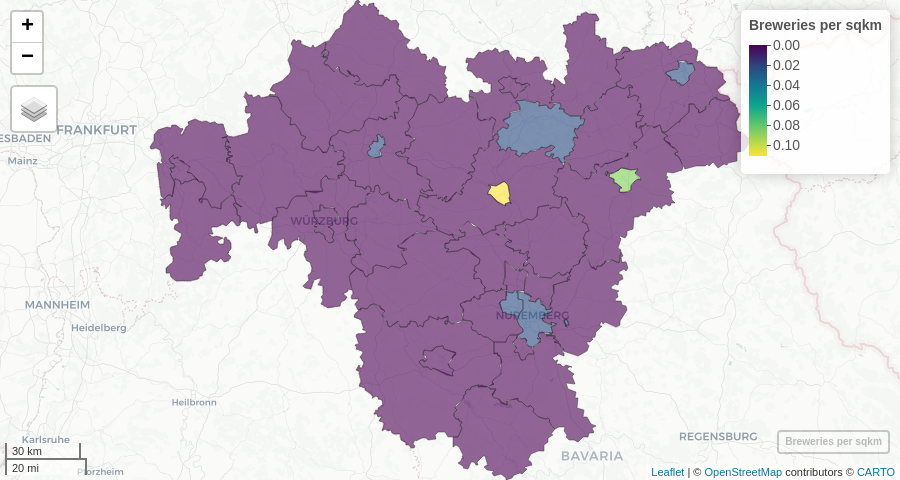 +
−
Breweries per sqkm
0.00
0.02
0.04
0.06
0.08
0.10
FRANKFURT
ESBADEN
Mainz
WÜRZBURG
MANNHEIM
Heidelberg
NUREMBERG
Heilbronn
Karlsruhe
REGENSBURG
Breweries per sqkm
30 km
20 mi
BAVARIA
Pforzheim
Leaflet | © OpenStreetMap contributors © CARTO